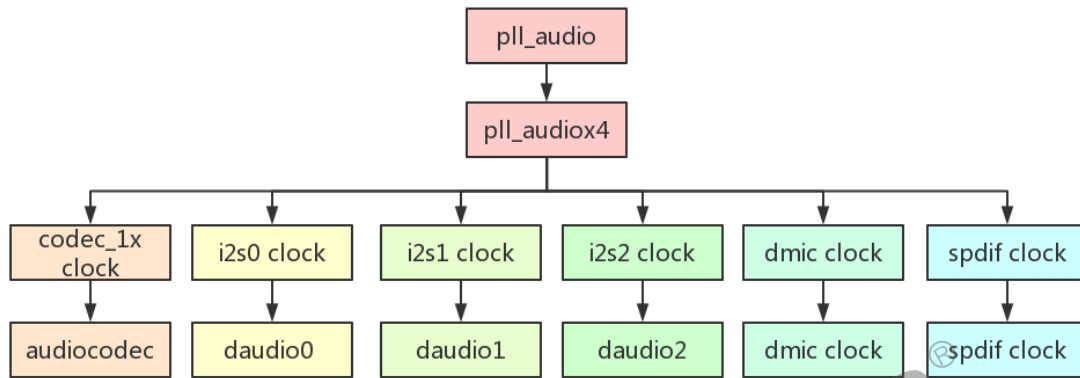 pll_audio
pll_audiox4
codec_1x
clock
i2s0 clock
i2s1 clock
i2s2 clock
dmic clock
spdif clock
audiocodec
daudio0
daudio1
daudio2
dmic clock
spdif clock
®